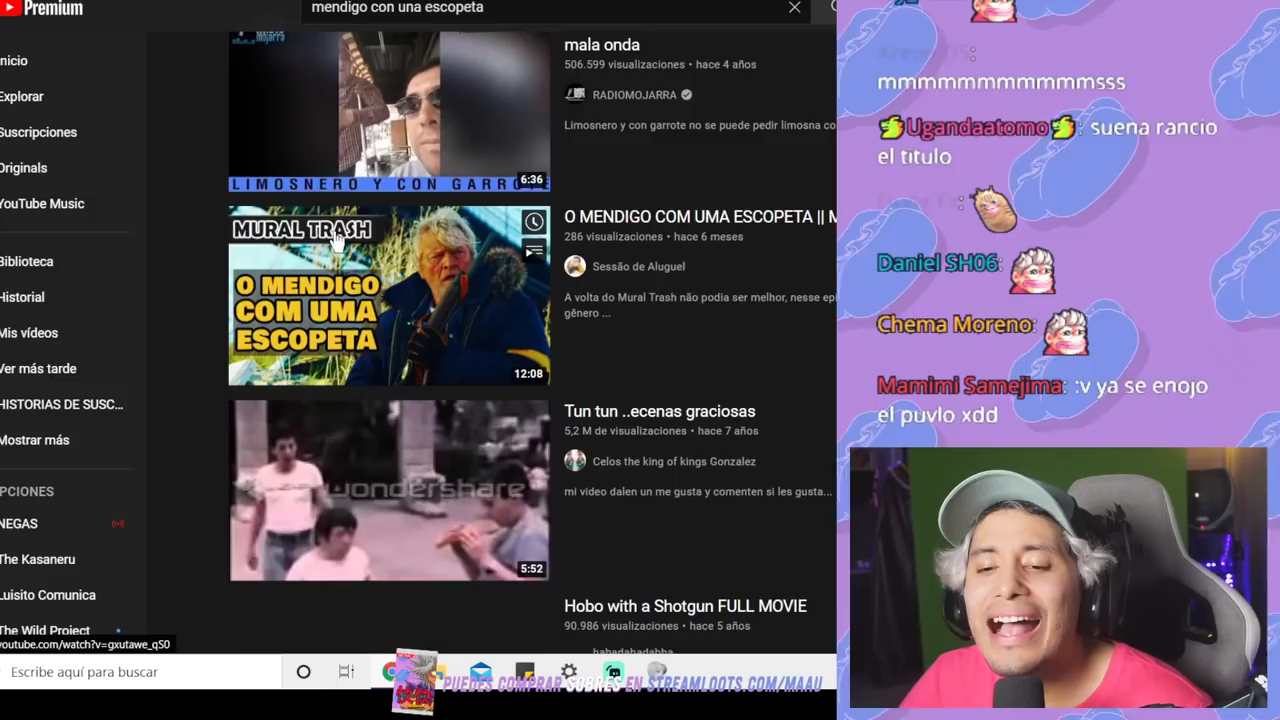 Premium
mendigo con una escopeta
nicio
Explorar
Suscripciones
Originals
YouTube Music
Biblioteca
Historial
Mis vídeos
Ver más tarde
HISTORIAS DE SUSC...
Mostrar más
PCIONES
NEGAS
The Kasaneru
Luisito Comunica
The Wild Project
youtube.com/watch?v=gxutawe_qS0
mala onda
506.599 visualizaciones • hace 4 años
RADIOMOJARRA
Limosnero y con garrote no se puede pedir limosna co
LIMOSNERO Y CON GARROTE
6:36
MURAL TRASH
O MENDIGO
COM UMA
ESCOPETA
12:08
O MENDIGO COM UMA ESCOPETA || M
286 visualizaciones • hace 6 meses
Sessão de Aluguel
A volta do Mural Trash não podia ser melhor, nesse epi
gênero ...
wondershare
5:52
Tun tun ..ecenas graciosas
5,2 M de visualizaciones • hace 7 años
Celos the king of kings Gonzalez
mi video dalen un me gusta y comenten si les gusta...
Hobo with a Shotgun FULL MOVIE
90.986 visualizaciones • hace 5 años
habadabadabba
Escribe aquí para buscar
PUEDES COMPRAR SOBRES EN STREAMLOOTS.COM/MAAU
mmmmmmmmmmmsss
Ugandaatomo: suena rancio
el titulo
Daniel SH06:
Chema Moreno:
Mamimi Samejima: :v ya se enojo
el puvlo xdd